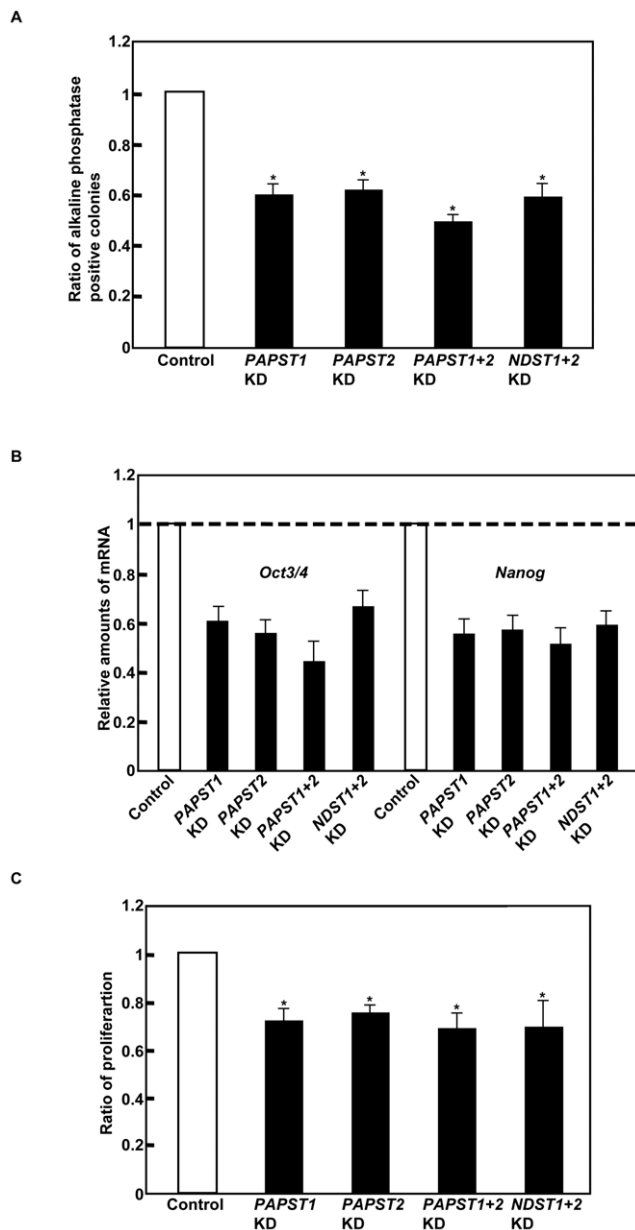 A
1.2
1
0.8
0.6
0.4
0.2
0
Ratio of alkaline phosphatase
positive colonies
* * * *
Control PAPST1 PAPST2 PAPST1+2 NDST1+2
KD KD KD KD
B
1.2
1
0.8
0.6
0.4
0.2
0
Relative amounts of mRNA
Oct3/4 Nanog
Control
PAPST1
KD
PAPST2
KD
PAPST1+2
KD
NDST1+2
KD
Control
PAPST1
KD
PAPST2
KD
PAPST1+2
KD
NDST1+2
KD
C
1.2
1
0.8
0.6
0.4
0.2
0
Ratio of proliferartion
* * * *
Control PAPST1 PAPST2 PAPST1+2 NDST1+2
KD KD KD KD